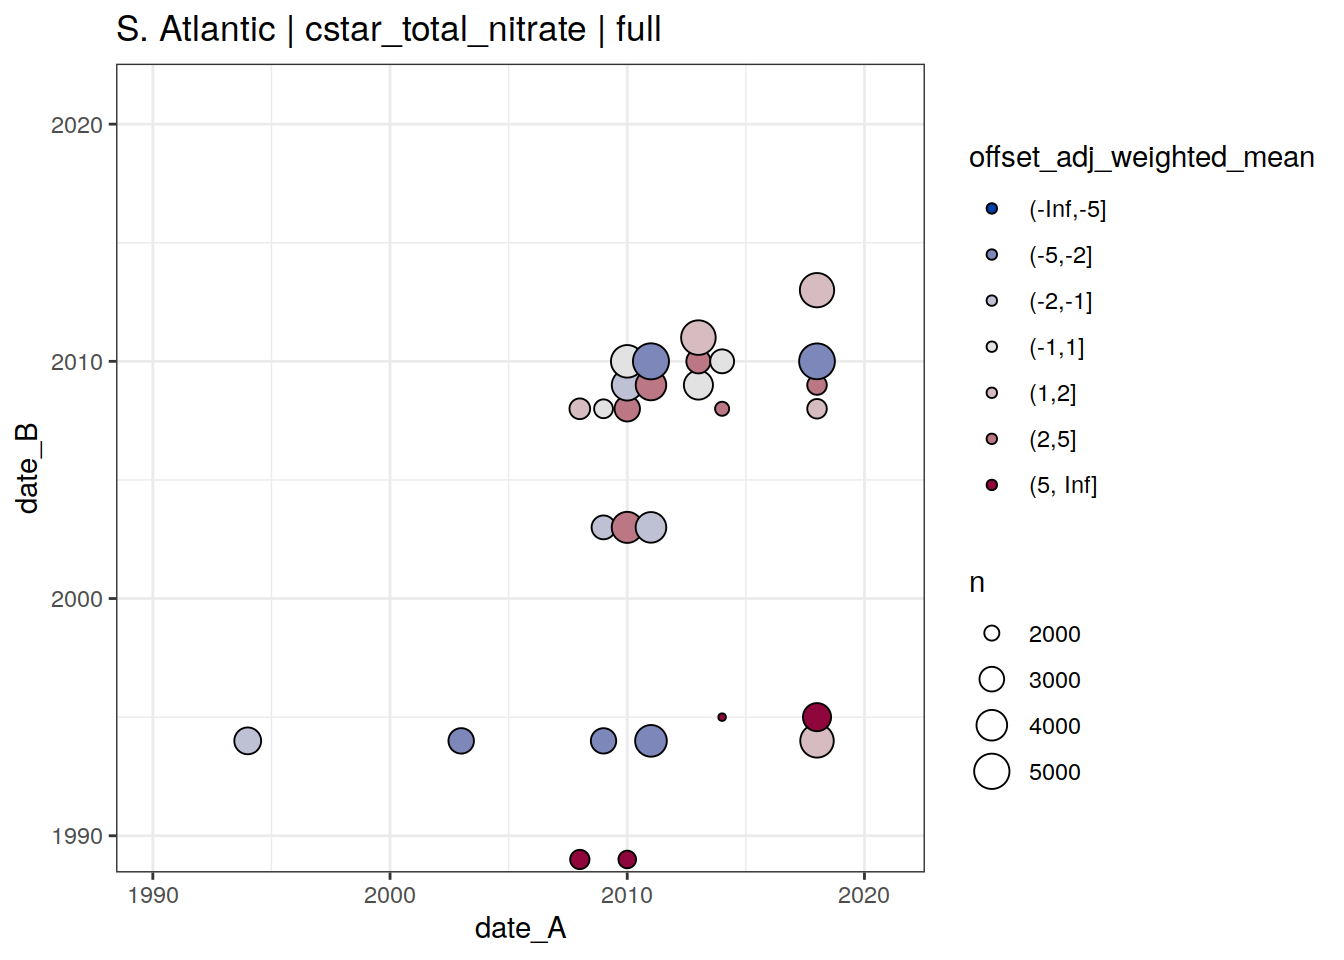 S. Atlantic | cstar_total_nitrate | full
2020
2010
2000
1990
date_B
1990
2000
2010
2020
date_A
offset_adj_weighted_mean
(-Inf,-5]
(-5,-2]
(-2,-1]
(-1,1]
(1,2]
(2,5]
(5, Inf]
n
2000
3000
4000
5000